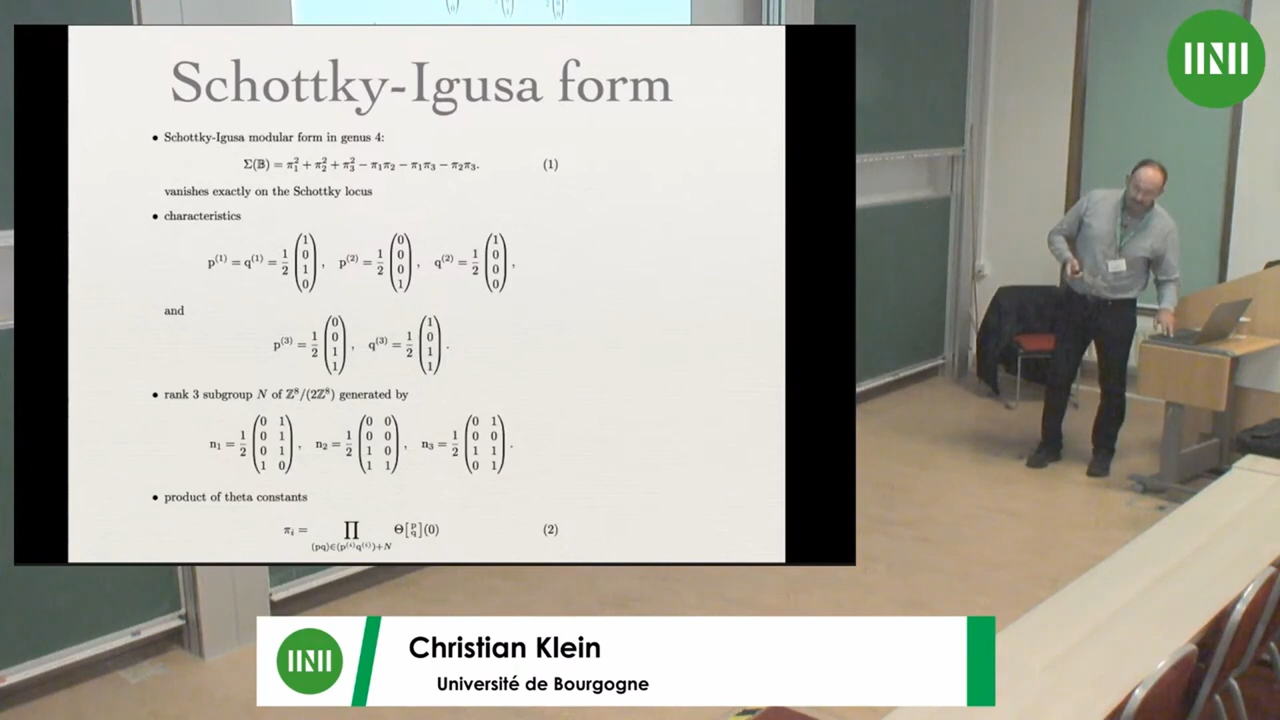 Schottky-Igusa form
• Schottky-Igusa modular form in genus 4:
Σ(𝔹) = π₁² + π₂² + π₃² − π₁π₂ − π₁π₃ − π₂π₃. (1)
vanishes exactly on the Schottky locus
• characteristics
p⁽¹⁾ = q⁽¹⁾ = 1/2 (1 0 1 0), p⁽²⁾ = 1/2 (0 0 0 1), q⁽²⁾ = 1/2 (1 0 0 0),
and
p⁽³⁾ = 1/2 (0 0 1 1), q⁽³⁾ = 1/2 (1 0 1 1).
• rank 3 subgroup N of ℤ⁸/(2ℤ⁸) generated by
n₁ = 1/2 (0 1 0 1 0 1 1 0), n₂ = 1/2 (0 0 0 0 1 0 1 1), n₃ = 1/2 (0 1 0 0 1 1 0 1).
• product of theta constants
πᵢ = ∏ Θ[p q](0) (2)
(pq)∈(p⁽ⁱ⁾q⁽ⁱ⁾)+N
Christian Klein
Université de Bourgogne